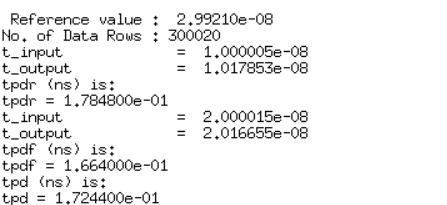 Reference value :  2.99210e-08
No. of Data Rows : 300020
t_input              =  1.000005e-08
t_output             =  1.017853e-08
tpdr (ns) is:
tpdr = 1.784800e-01
t_input              =  2.000015e-08
t_output             =  2.016655e-08
tpdf (ns) is:
tpdf = 1.664000e-01
tpd (ns) is:
tpd = 1.724400e-01